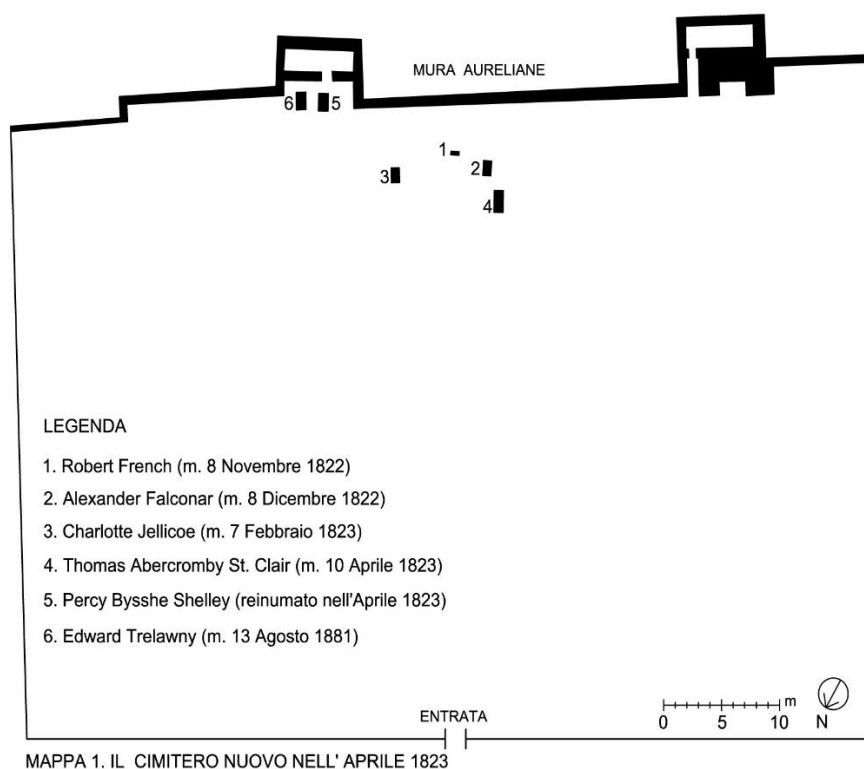 MURA AURELIANE
6
5
1
2
3
4
LEGENDA
1. Robert French (m. 8 Novembre 1822)
2. Alexander Falconar (m. 8 Dicembre 1822)
3. Charlotte Jellicoe (m. 7 Febbraio 1823)
4. Thomas Abercromby St. Clair (m. 10 Aprile 1823)
5. Percy Bysshe Shelley (reinumato nell'Aprile 1823)
6. Edward Trelawny (m. 13 Agosto 1881)
m
0 5 10 N
ENTRATA
MAPPA 1. IL CIMITERO NUOVO NELL' APRILE 1823